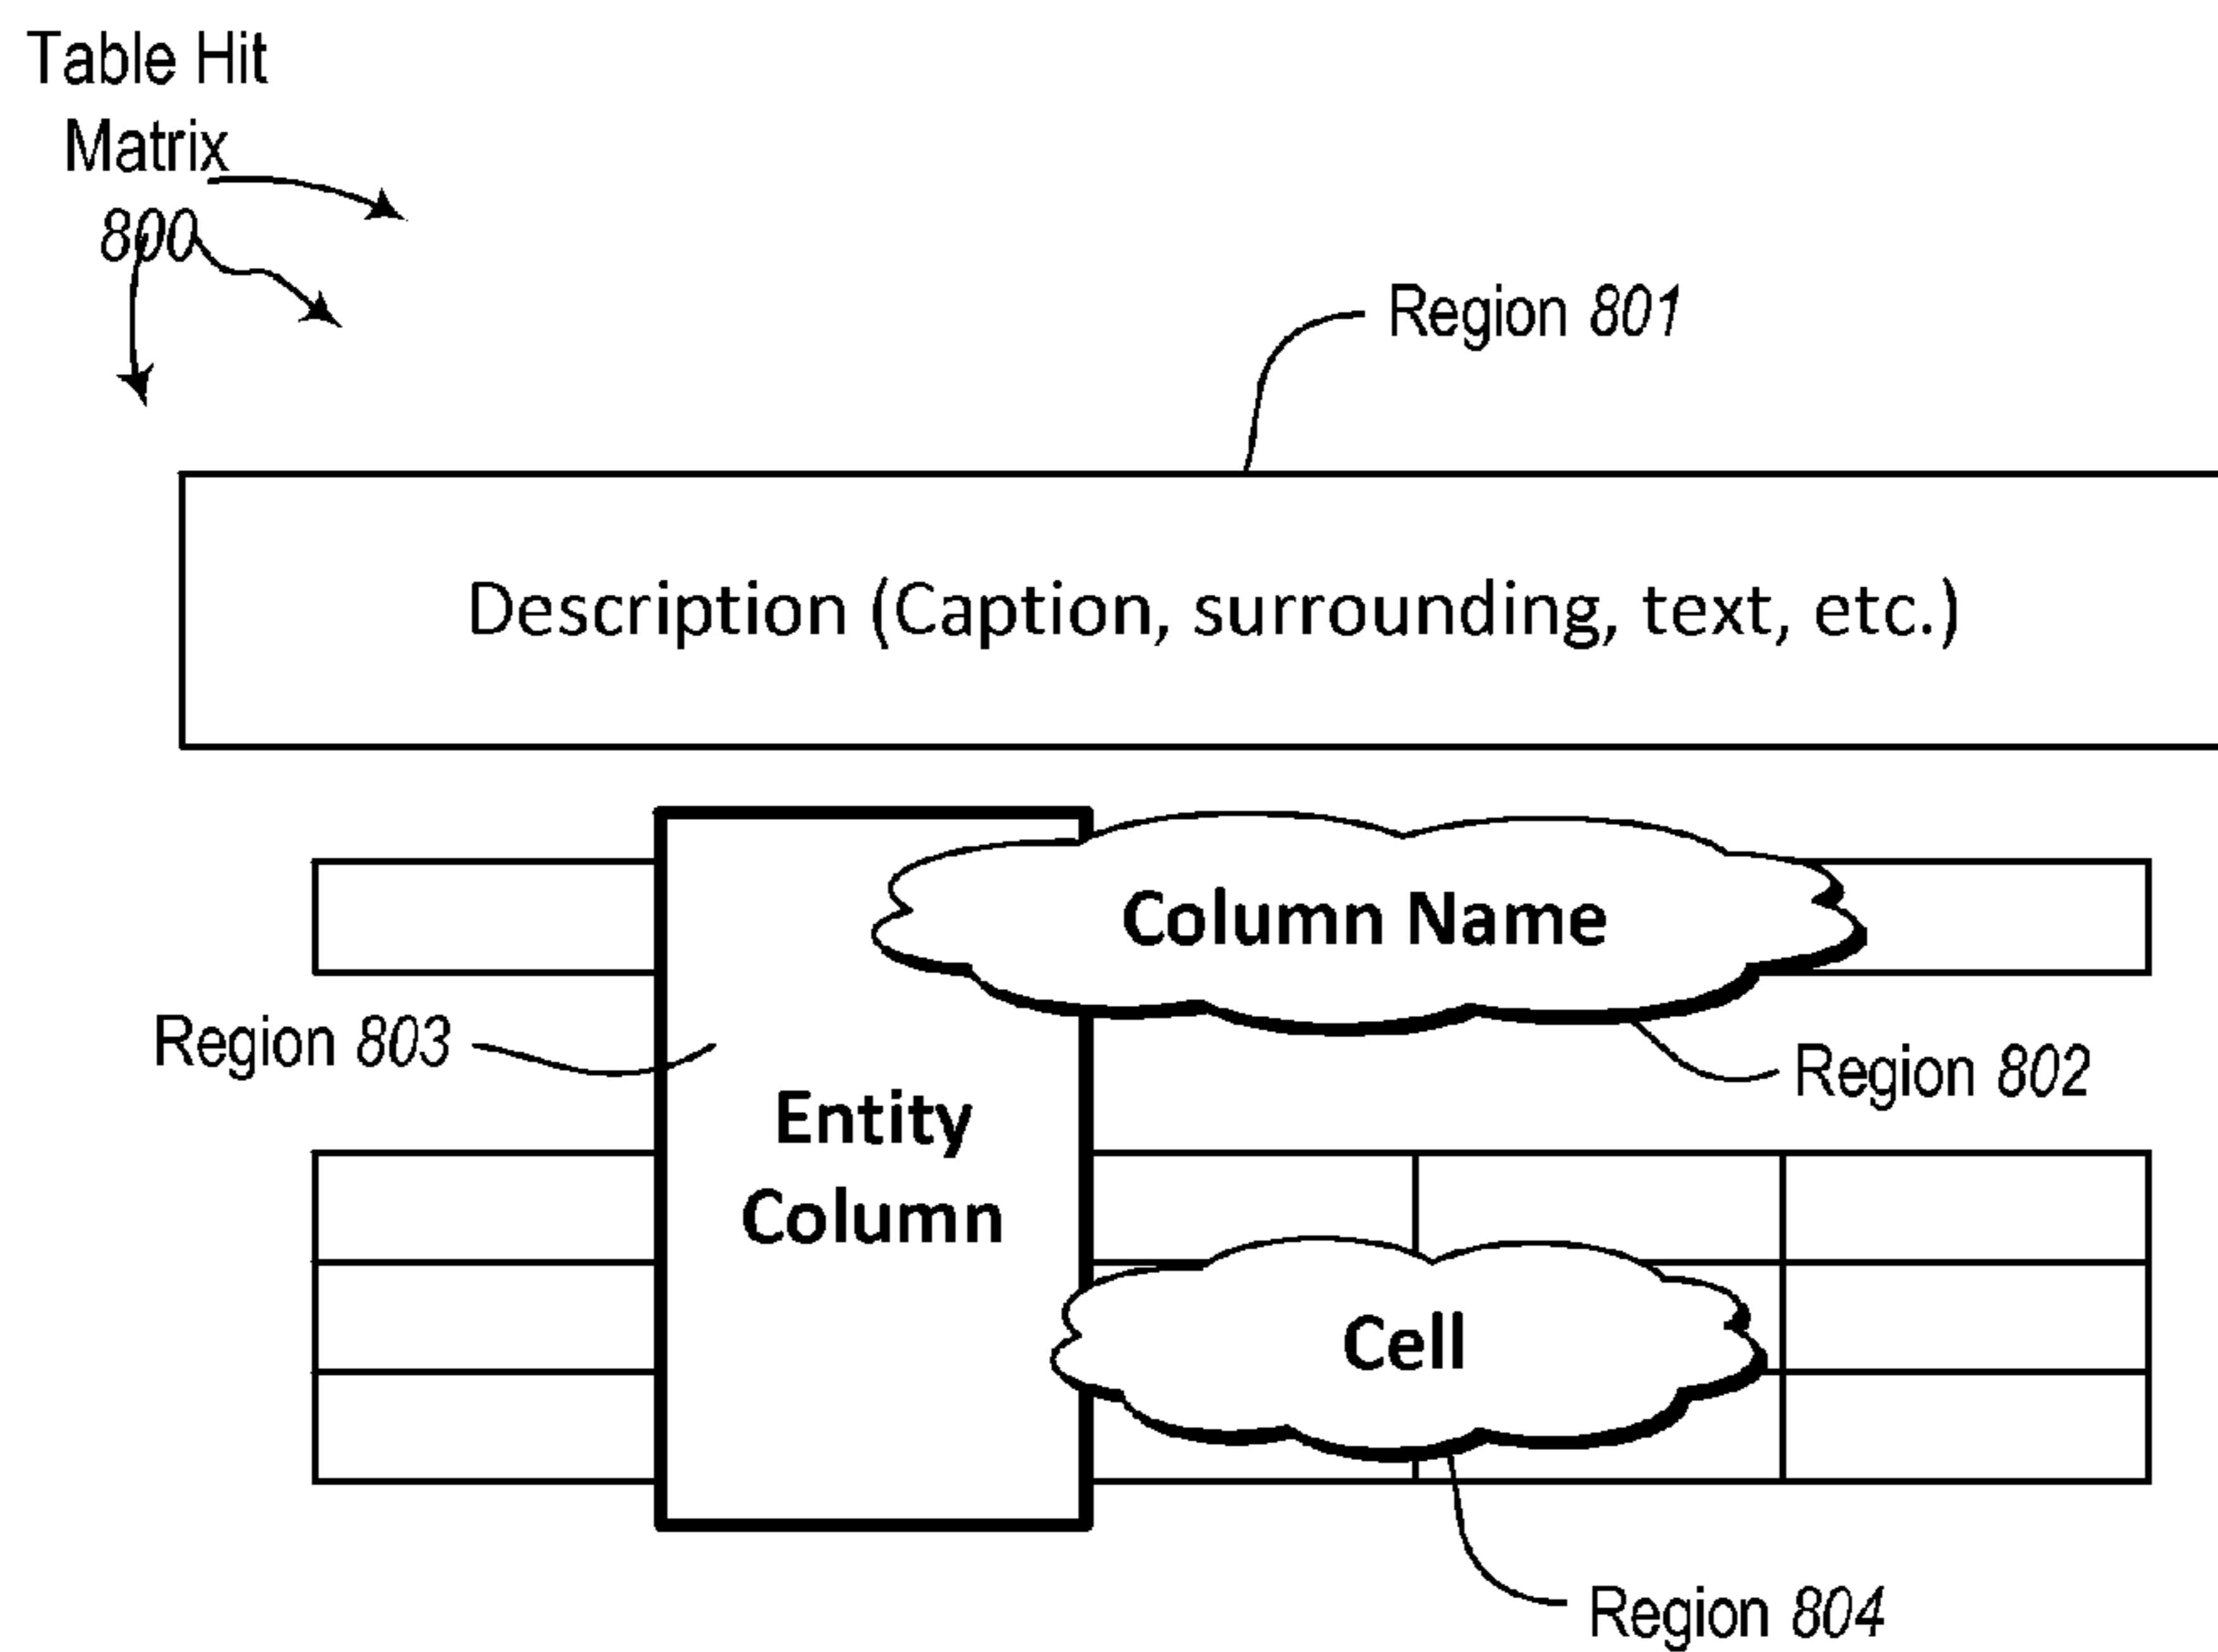 Table Hit
Matrix
800
Region 801
Description (Caption, surrounding, text, etc.)
Column Name
Region 803
Region 802
Entity
Column
Cell
Region 804